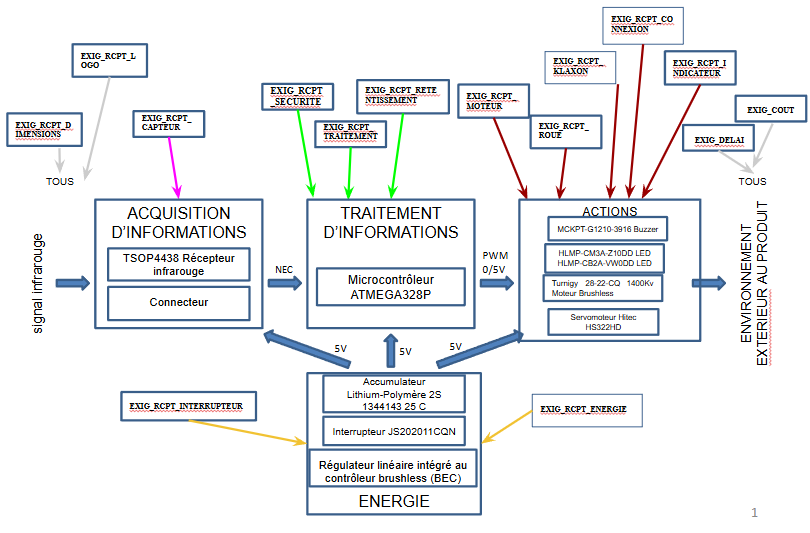 EXIG_RCPT_CO
NNEXION
EXIG_RCPT_L
OGO
EXIG_RCPT_
KLAXON
EXIG_RCPT_I
NDICATEUR
EXIG_RCPT
_SECURITE
EXIG_RCPT_RETE
NTISSEMENT
EXIG_RCPT_
MOTEUR
EXIG_COUT
EXIG_RCPT_D
IMENSIONS
EXIG_RCPT_
CAPTEUR
EXIG_RCPT_
TRAITEMENT
EXIG_RCPT_
ROUE
EXIG_DELAI
TOUS
TOUS
signal infrarouge
ACQUISITION
D'INFORMATIONS
TSOP4438 Récepteur
infrarouge
Connecteur
NEC
TRAITEMENT
D'INFORMATIONS
Microcontrôleur
ATMEGA328P
PWM
0/5V
ACTIONS
MCKPT-G1210-3916 Buzzer
HLMP-CM3A-Z10DD LED
HLMP-CB2A-VW0DD LED
Turnigy 28-22-CQ 1400Kv
Moteur Brushless
Servomoteur Hitec
HS322HD
ENVIRONNEMENT
EXTERIEUR AU PRODUIT
5V
5V
5V
EXIG_RCPT_INTERRUPTEUR
Accumulateur
Lithium-Polymère 2S
1344143 25 C
Interrupteur JS202011CQN
Régulateur linéaire intégré au
contrôleur brushless (BEC)
ENERGIE
EXIG_RCPT_ENERGIE
1